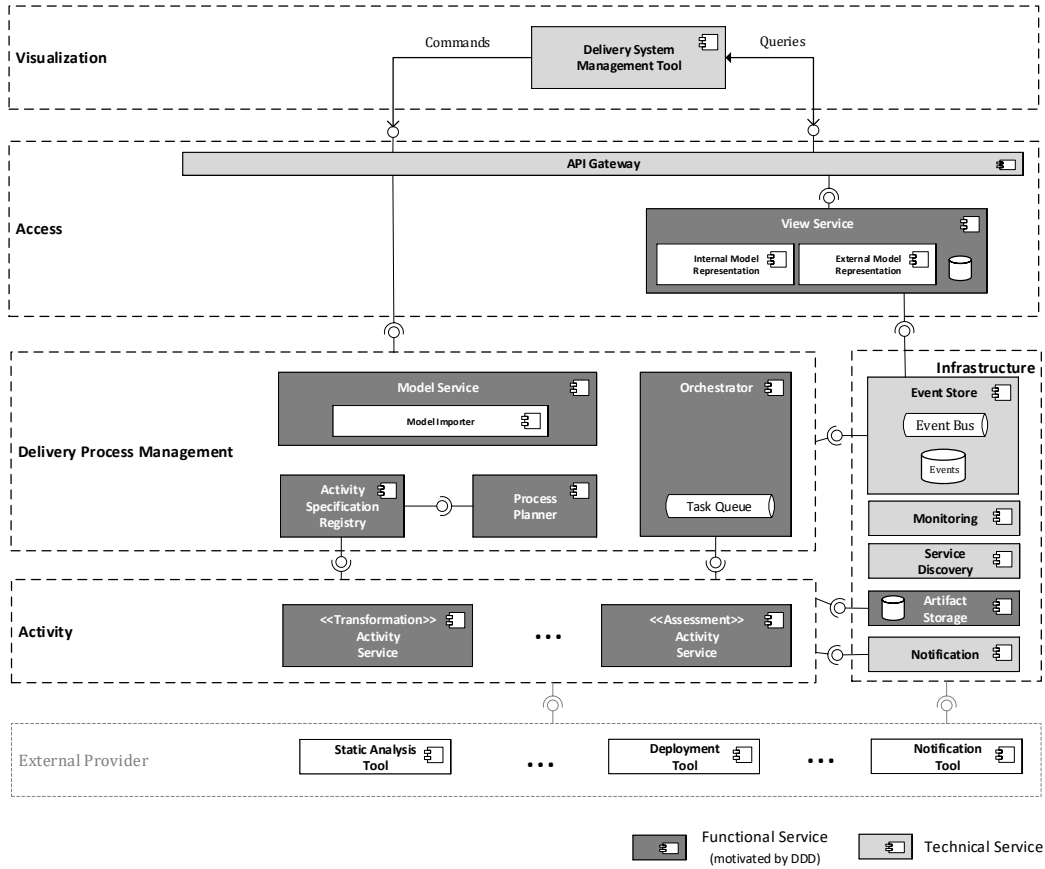 Commands
Queries
Delivery System
Management Tool
Visualization
API Gateway
Access
View Service
Internal Model
Representation
External Model
Representation
Infrastructure
Model Service
Model Importer
Orchestrator
Event Store
Event Bus
Events
Delivery Process Management
Activity
Specification
Registry
Process
Planner
Task Queue
Monitoring
Service
Discovery
Artifact
Storage
Activity
<<Transformation>>
Activity
Service
...
<<Assessment>>
Activity
Service
Notification
External Provider
Static Analysis
Tool
...
Deployment
Tool
...
Notification
Tool
Functional Service
(motivated by DDD)
Technical Service